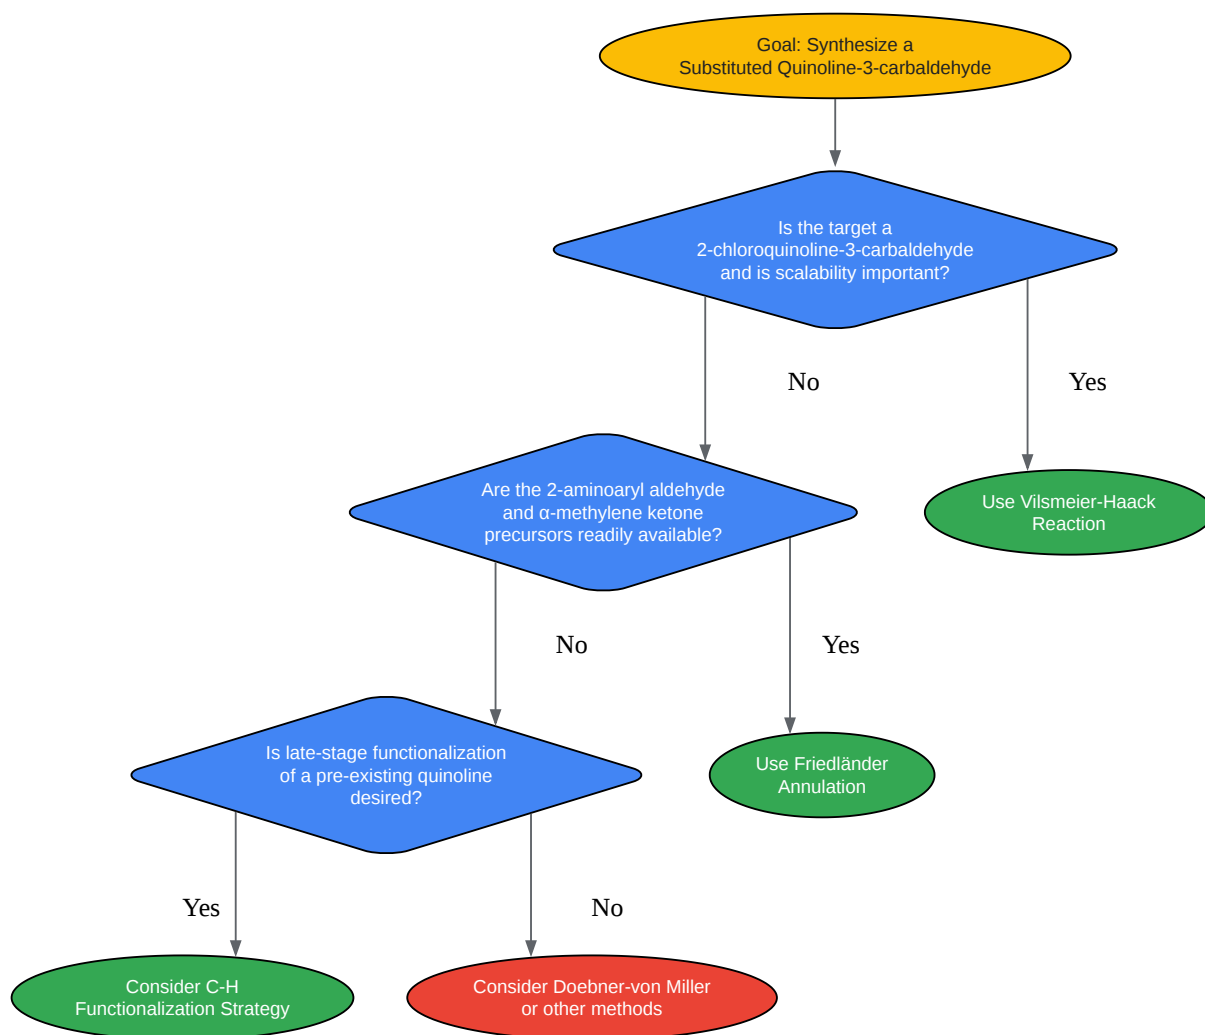 Goal: Synthesize a
Substituted Quinoline-3-carbaldehyde
Is the target a
2-chloroquinoline-3-carbaldehyde
and is scalability important?
No
Yes
Are the 2-aminoaryl aldehyde
and α-methylene ketone
precursors readily available?
Use Vilsmeier-Haack
Reaction
No
Yes
Is late-stage functionalization
of a pre-existing quinoline
desired?
Use Friedländer
Annulation
Yes
No
Consider C-H
Functionalization Strategy
Consider Doebner-von Miller
or other methods